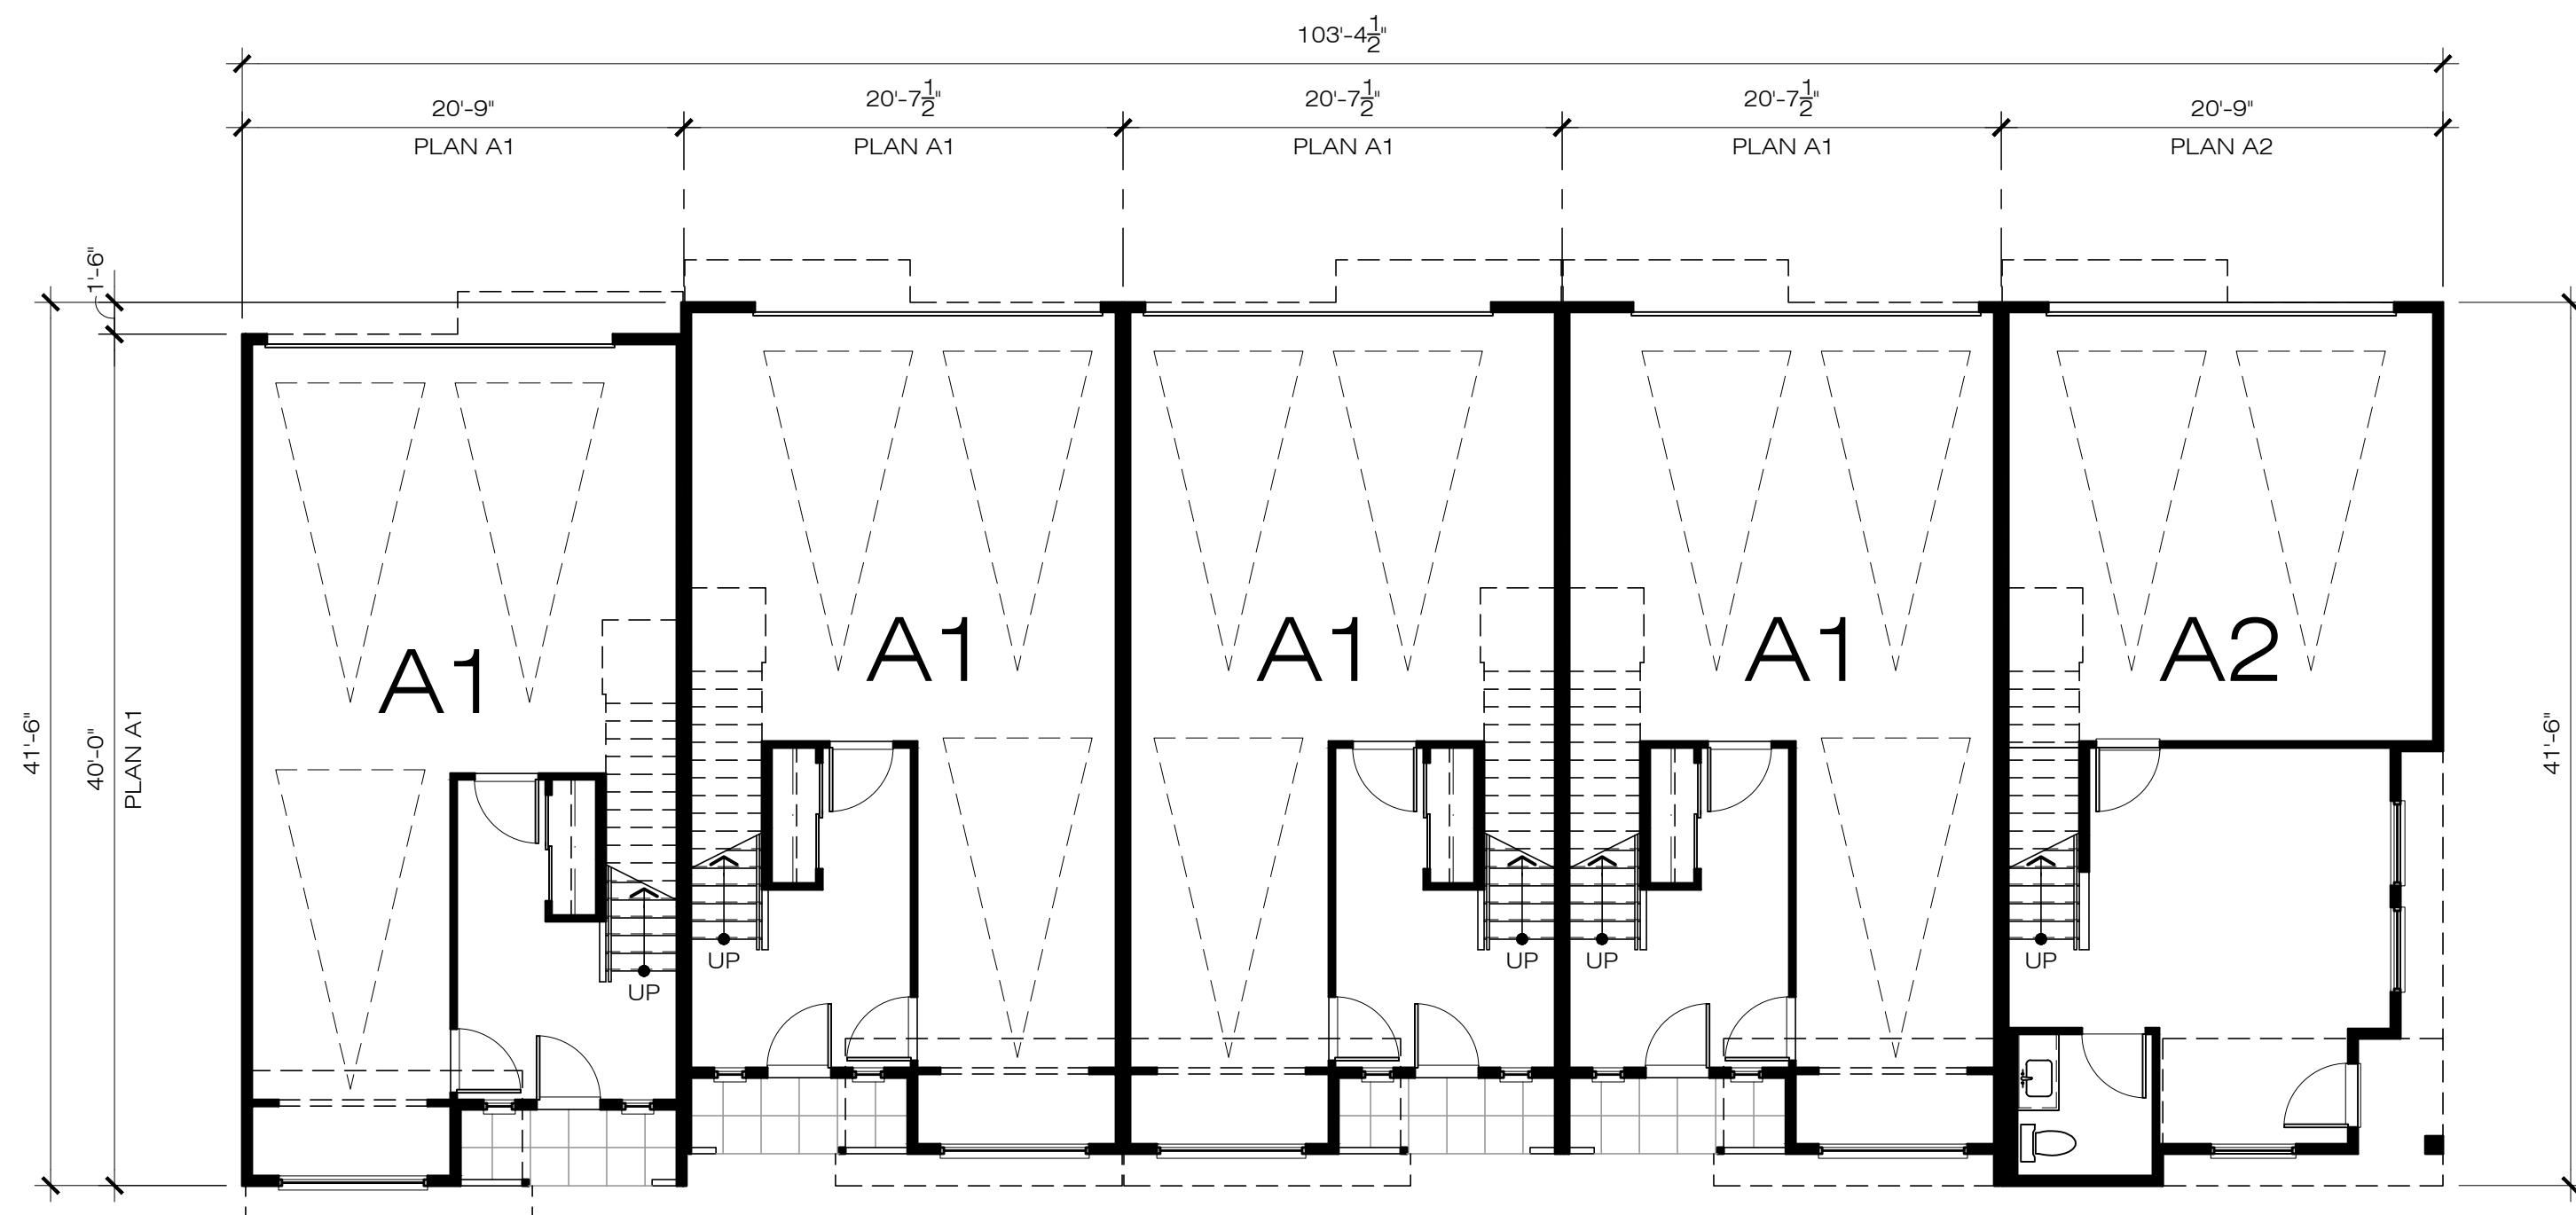 103'-4 1/2"
20'-9"
20'-7 1/2"
20'-7 1/2"
20'-7 1/2"
20'-9"
PLAN A1
PLAN A1
PLAN A1
PLAN A1
PLAN A2
1'-6"
41'-6"
40'-0"
PLAN A1
41'-6"
A1
A1
A1
A1
A2
UP
UP
UP
UP
UP